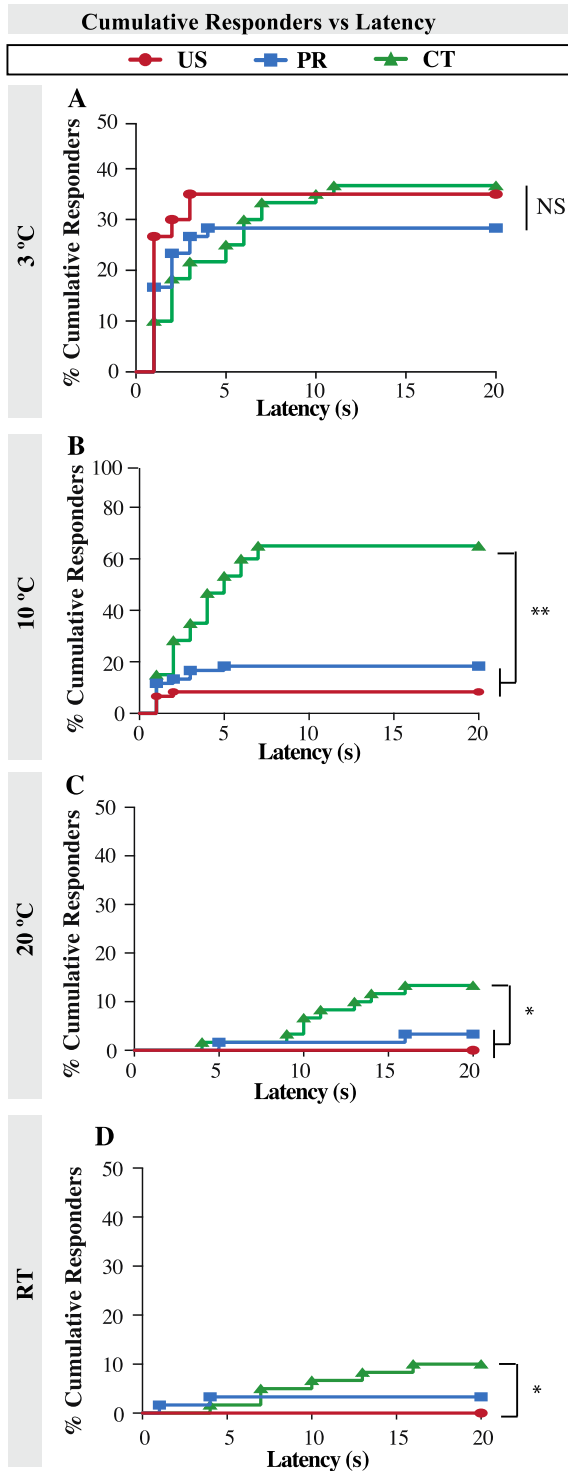 Cumulative Responders vs Latency
US PR CT
A
3 ºC
% Cumulative Responders
50
40
30
20
10
0
0 5 10 15 20
Latency (s)
NS
B
10 ºC
% Cumulative Responders
100
80
60
40
20
0
0 5 10 15 20
Latency (s)
**
C
20 ºC
% Cumulative Responders
50
40
30
20
10
0
0 5 10 15 20
Latency (s)
*
D
RT
% Cumulative Responders
50
40
30
20
10
0
0 5 10 15 20
Latency (s)
*